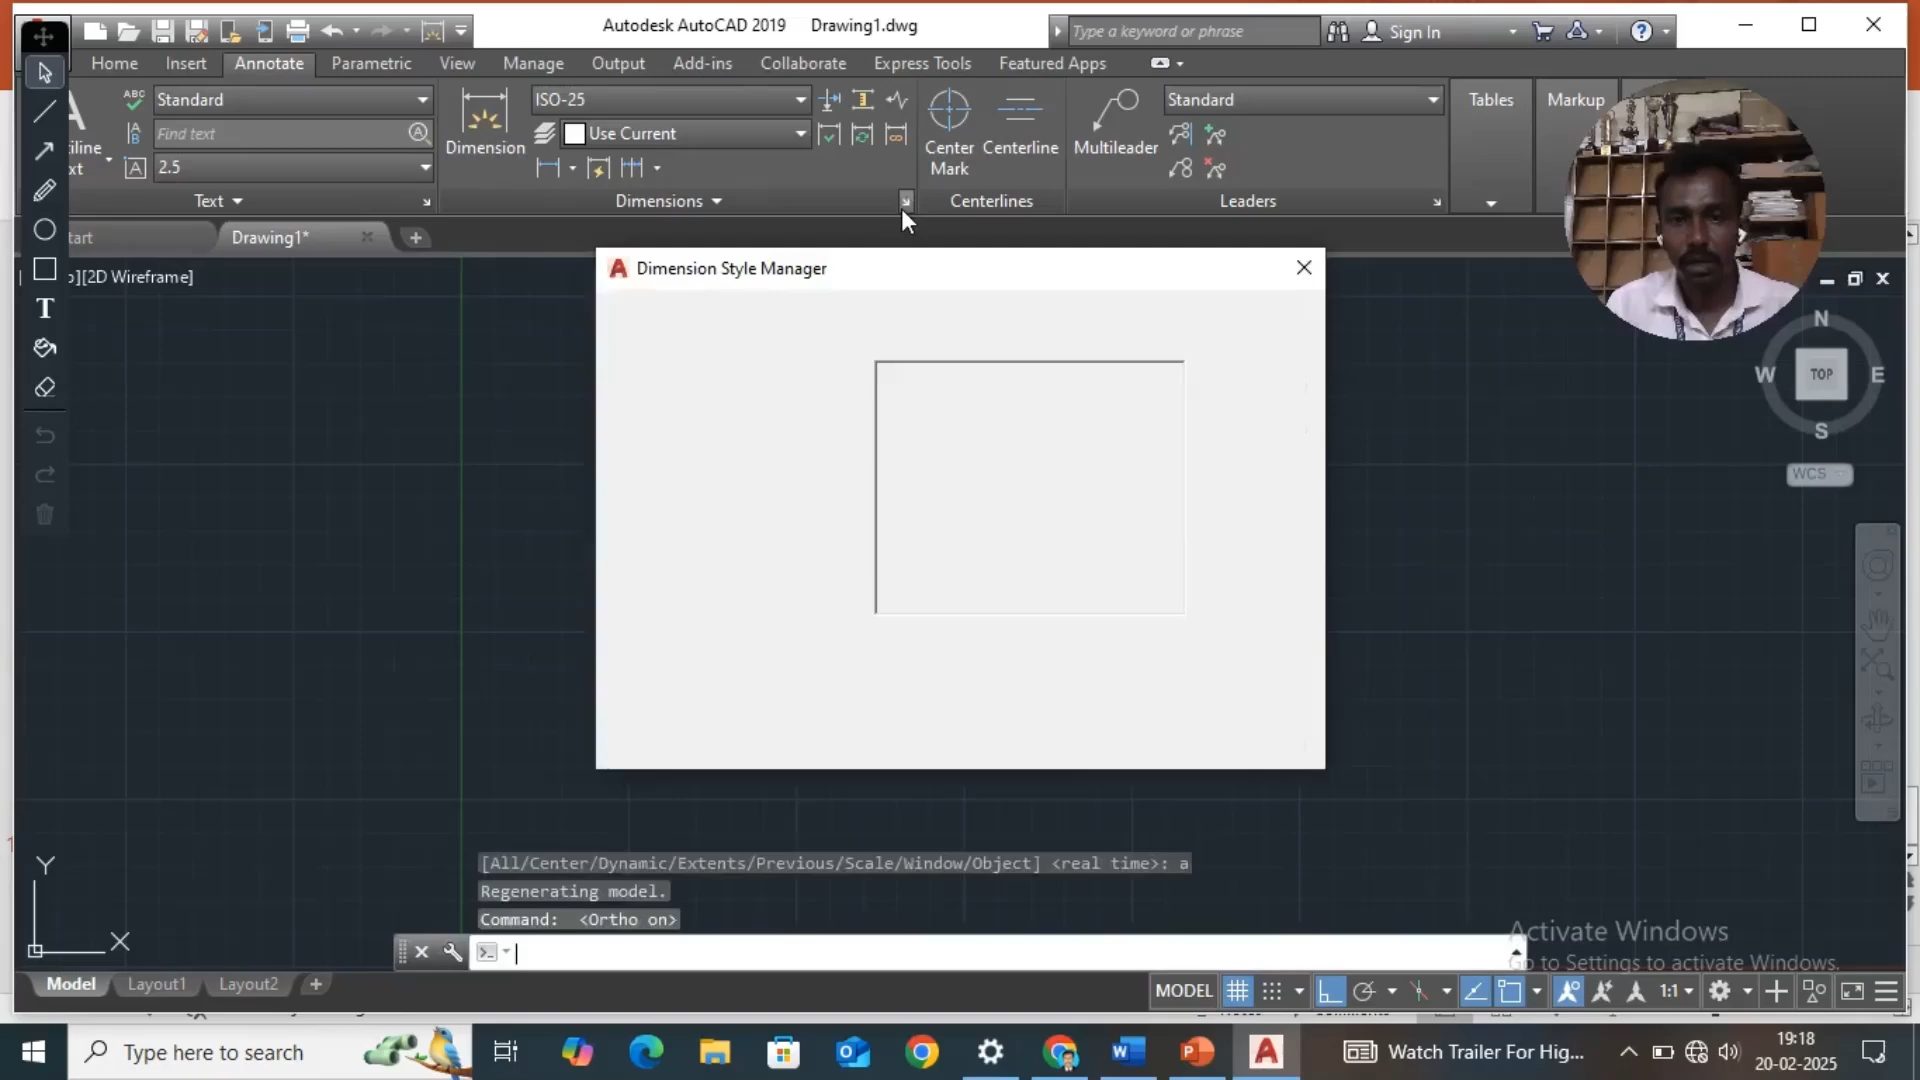 Autodesk AutoCAD 2019 Drawing1.dwg
Type a keyword or phrase
Sign In
Home Insert Annotate Parametric View Manage Output Add-ins Collaborate Express Tools Featured Apps
Standard
Find text
2.5
Text
Dimension
ISO-25
Use Current
Dimensions
Center Mark
Centerline
Centerlines
Multileader
Standard
Leaders
Tables
Markup
Drawing1*
[2D Wireframe]
Dimension Style Manager
N
W TOP E
S
WCS
[All/Center/Dynamic/Extents/Previous/Scale/Window/Object] <real time>: a
Regenerating model.
Command: <Ortho on>
Y
X
Activate Windows
Go to Settings to activate Windows.
Model Layout1 Layout2
MODEL
1:1
Type here to search
Watch Trailer For Hig...
19:18
20-02-2025